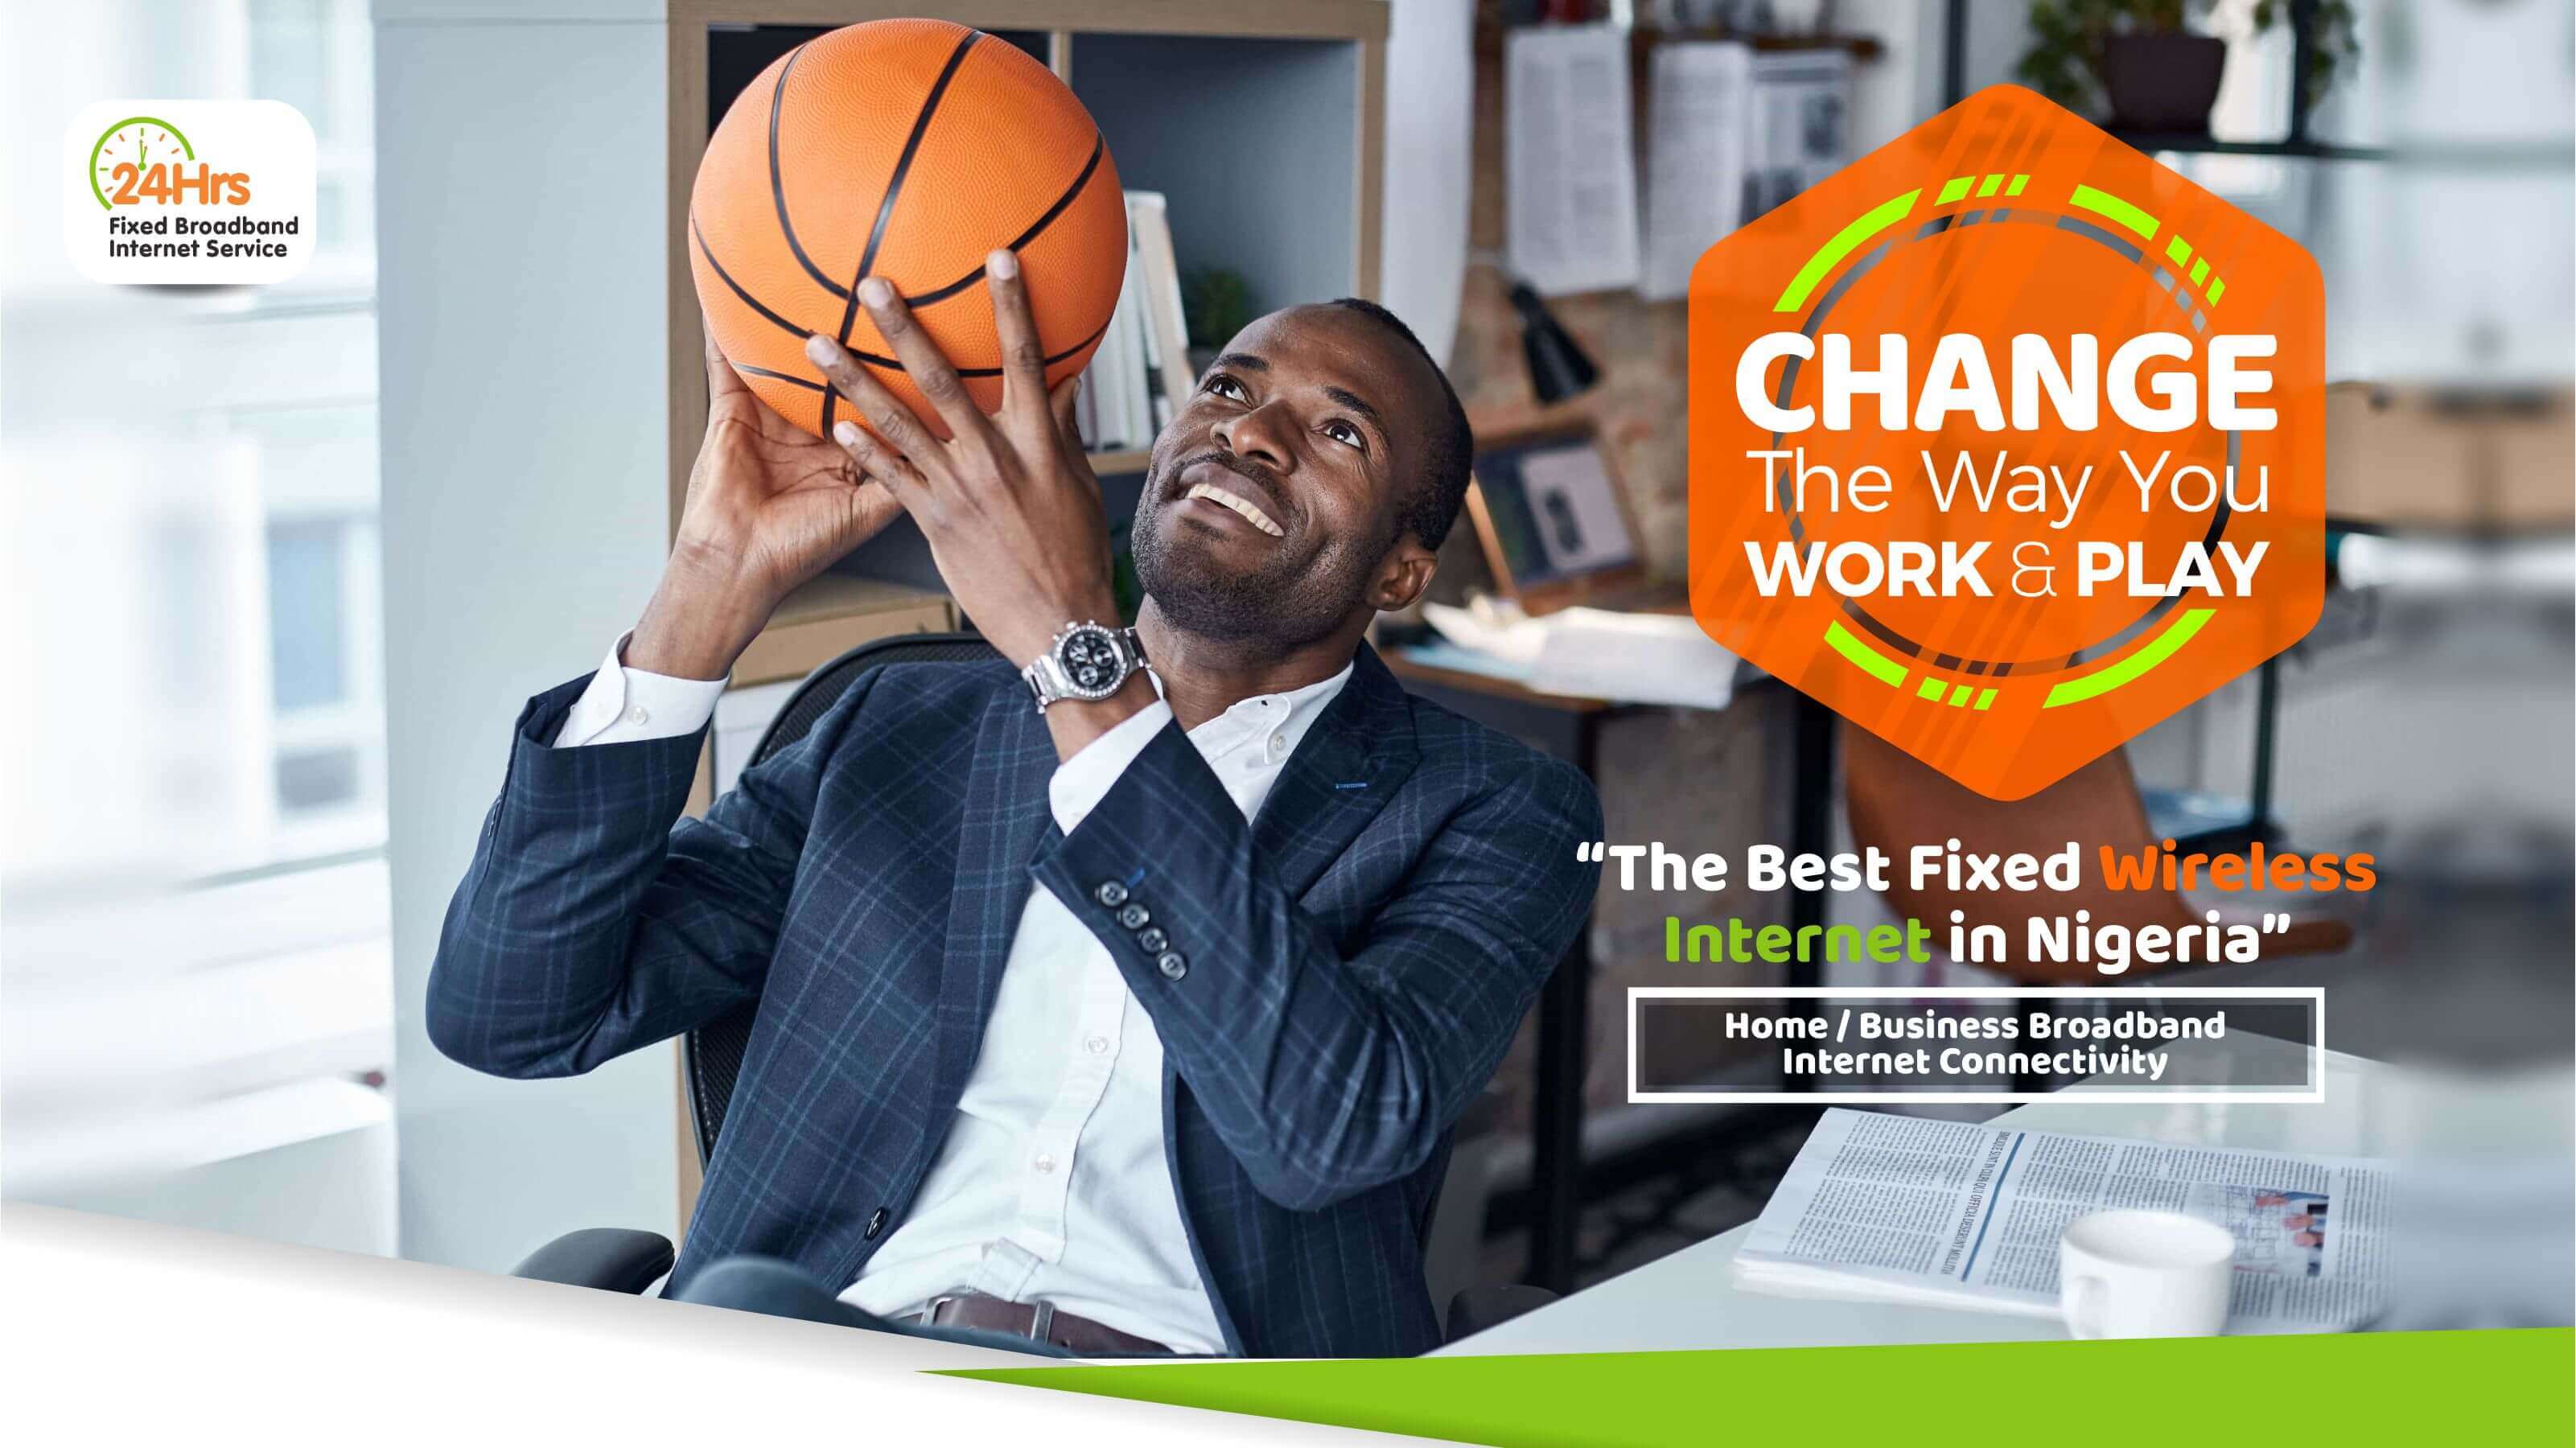 24Hrs
Fixed Broadband
Internet Service
CHANGE
The Way You
WORK & PLAY
“The Best Fixed Wireless
Internet in Nigeria”
Home / Business Broadband
Internet Connectivity